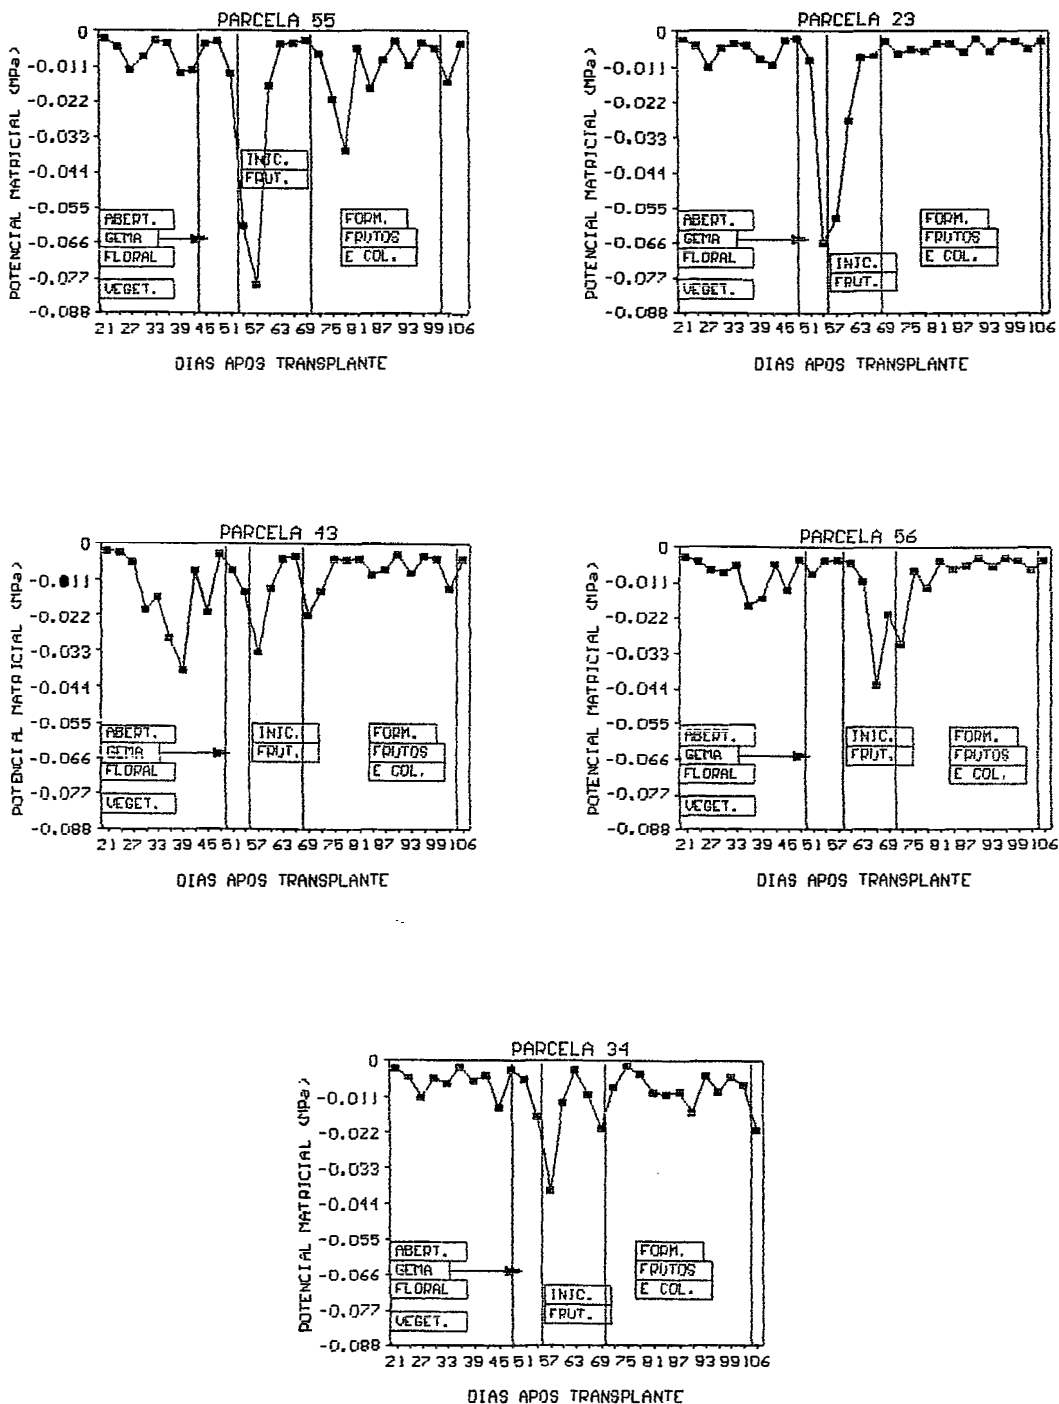 PARCELA 55
POTENCIAL MATRICIAL (MPa)
0
-0.011
-0.022
-0.033
-0.044
-0.055
-0.066
-0.077
-0.088
INIC.
FRUT.
ABERT.
GEMA
FLORAL
VEGET.
FORM.
FRUTOS
E COL.
21 27 33 39 45 51 57 63 69 75 81 87 93 99 106
DIAS APOS TRANSPLANTE
PARCELA 23
POTENCIAL MATRICIAL (MPa)
0
-0.011
-0.022
-0.033
-0.044
-0.055
-0.066
-0.077
-0.088
ABERT.
GEMA
FLORAL
VEGET.
INIC.
FRUT.
FORM.
FRUTOS
E COL.
21 27 33 39 45 51 57 63 69 75 81 87 93 99 106
DIAS APOS TRANSPLANTE
PARCELA 43
POTENCIAL MATRICIAL (MPa)
0
-0.011
-0.022
-0.033
-0.044
-0.055
-0.066
-0.077
-0.088
ABERT.
GEMA
FLORAL
VEGET.
INIC.
FRUT.
FORM.
FRUTOS
E COL.
21 27 33 39 45 51 57 63 69 75 81 87 93 99 106
DIAS APOS TRANSPLANTE
PARCELA 56
POTENCIAL MATRICIAL (MPa)
0
-0.011
-0.022
-0.033
-0.044
-0.055
-0.066
-0.077
-0.088
ABERT.
GEMA
FLORAL
VEGET.
INIC.
FRUT.
FORM.
FRUTOS
E COL.
21 27 33 39 45 51 57 63 69 75 81 87 93 99 106
DIAS APOS TRANSPLANTE
PARCELA 34
POTENCIAL MATRICIAL (MPa)
0
-0.011
-0.022
-0.033
-0.044
-0.055
-0.066
-0.077
-0.088
ABERT.
GEMA
FLORAL
VEGET.
INIC.
FRUT.
FORM.
FRUTOS
E COL.
21 27 33 39 45 51 57 63 69 75 81 87 93 99 106
DIAS APOS TRANSPLANTE